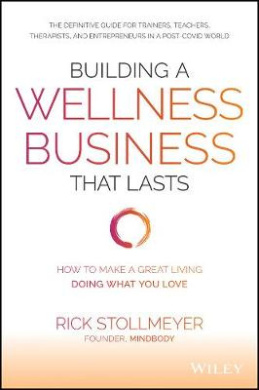 THE DEFINITIVE GUIDE FOR TRAINERS, TEACHERS,
THERAPISTS, AND ENTREPRENEURS IN A POST-COVID WORLD
BUILDING A
WELLNESS
BUSINESS
THAT LASTS
HOW TO MAKE A GREAT LIVING
DOING WHAT YOU LOVE
RICK STOLLMEYER
FOUNDER, MINDBODY
WILEY